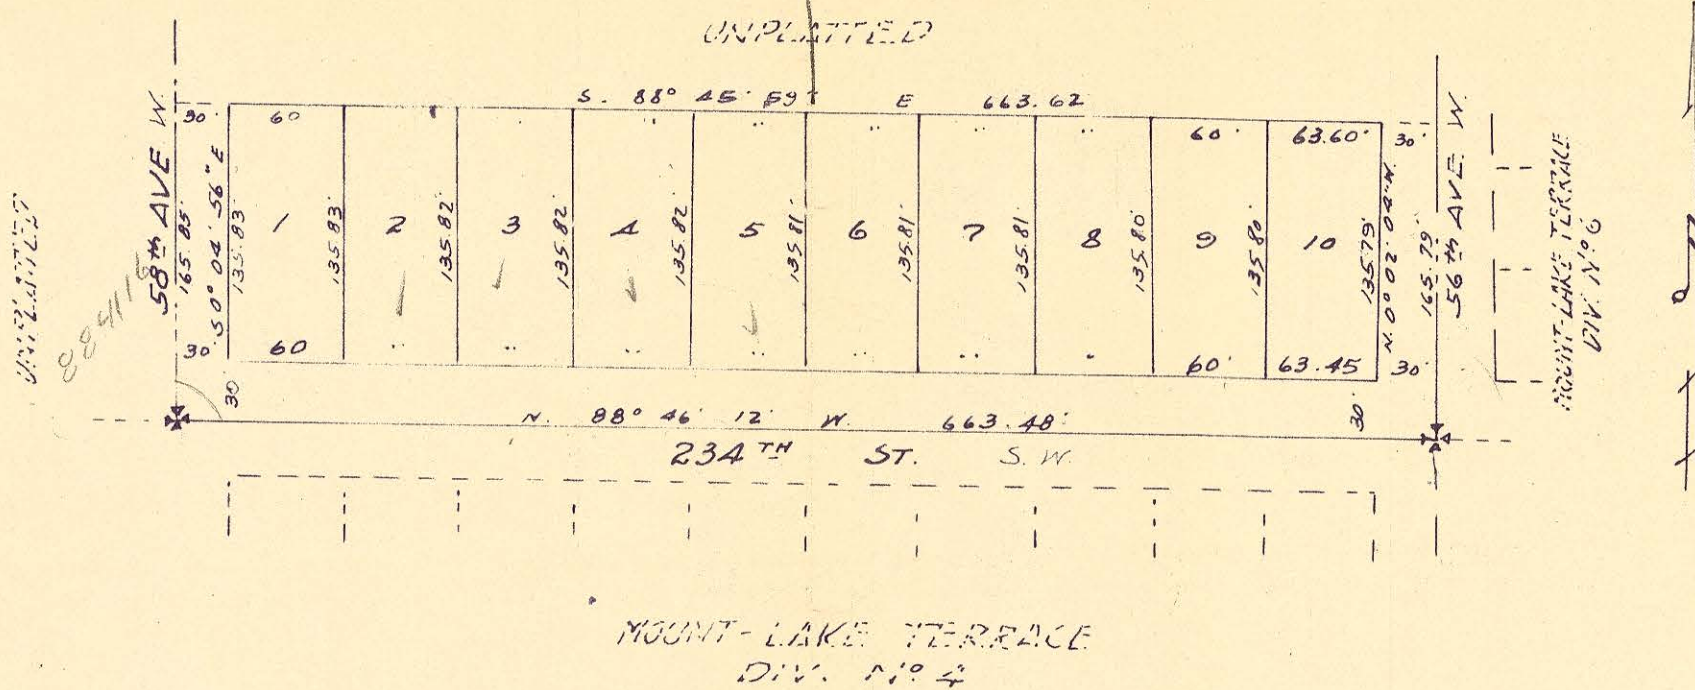 UNPLATTED
S. 88° 45' 59" E 663.62
30' 60 60' 63.60' 30'
58th AVE W.
165.85'
S 0° 04' 56" E
135.83'
1
135.83'
2
135.82'
3
135.82'
4
135.82
5
135.81'
6
135.81'
7
135.81'
8
135.80'
9
135.80'
10
135.79'
N. 0° 02' 04" W.
165.79'
56th AVE. W.
30' 60 60' 63.45 30'
30
N. 88° 46' 12" W. 663.48'
30'
234TH ST. S.W.
UNPLATTED
MOUNT-LAKE TERRACE
DIV. Nº 6
MOUNT-LAKE TERRACE
DIV. Nº 4